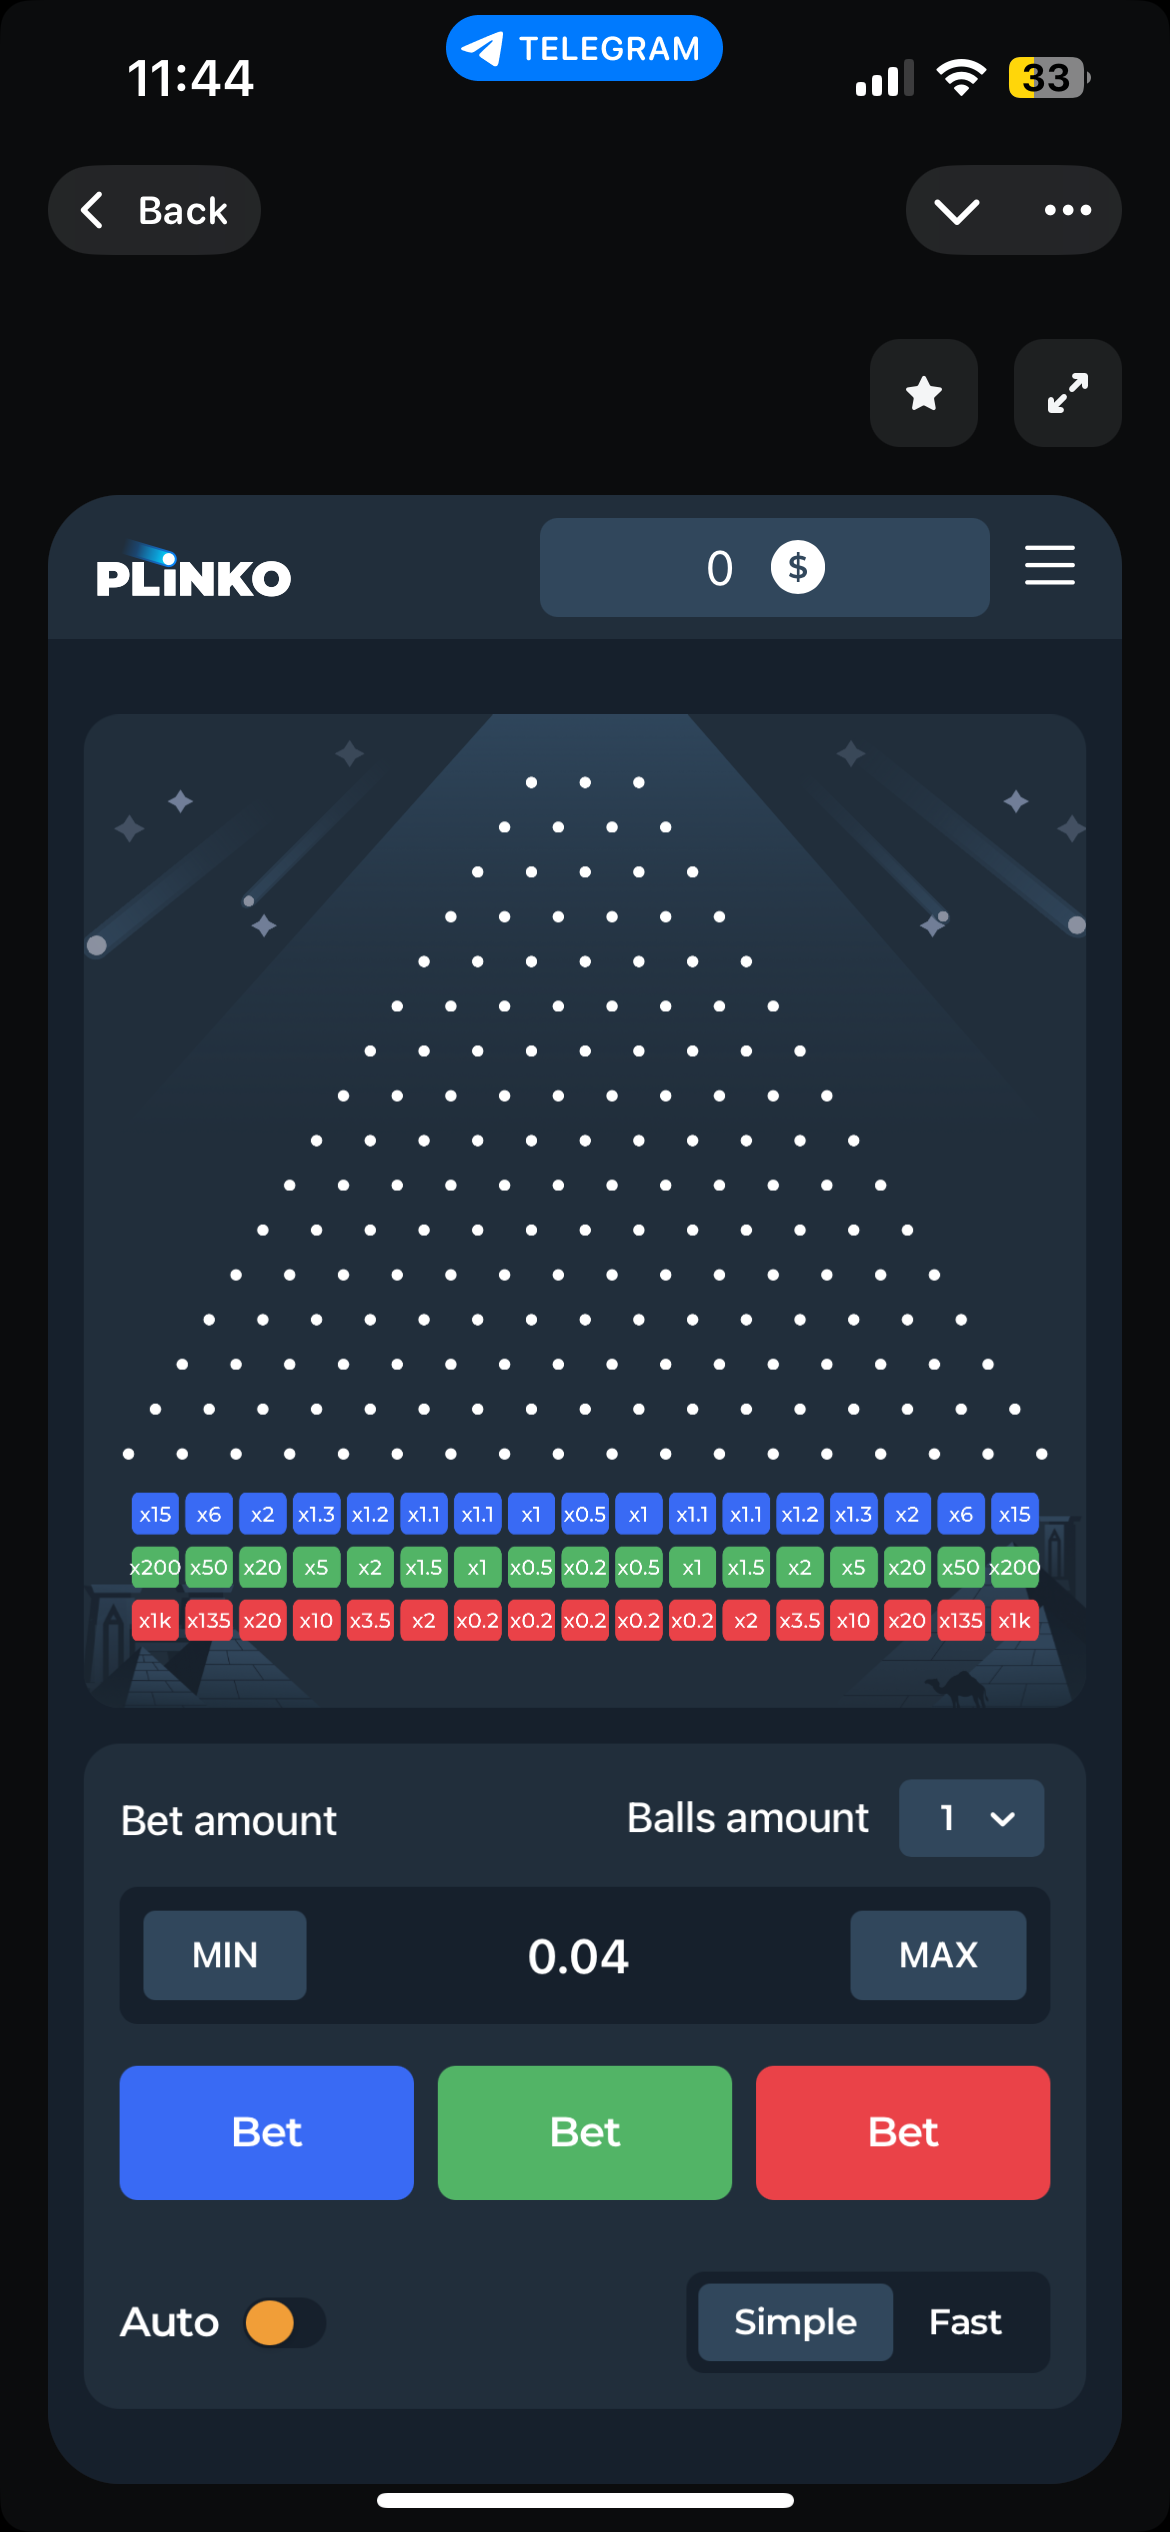 11:44
TELEGRAM
33
Back
PLiNKO
0 $
x15 x6 x2 x1.3 x1.2 x1.1 x1.1 x1 x0.5 x1 x1.1 x1.1 x1.2 x1.3 x2 x6 x15
x200 x50 x20 x5 x2 x1.5 x1 x0.5 x0.2 x0.5 x1 x1.5 x2 x5 x20 x50 x200
x1k x135 x20 x10 x3.5 x2 x0.2 x0.2 x0.2 x0.2 x0.2 x2 x3.5 x10 x20 x135 x1k
Bet amount
Balls amount 1
MIN 0.04 MAX
Bet Bet Bet
Auto Simple Fast